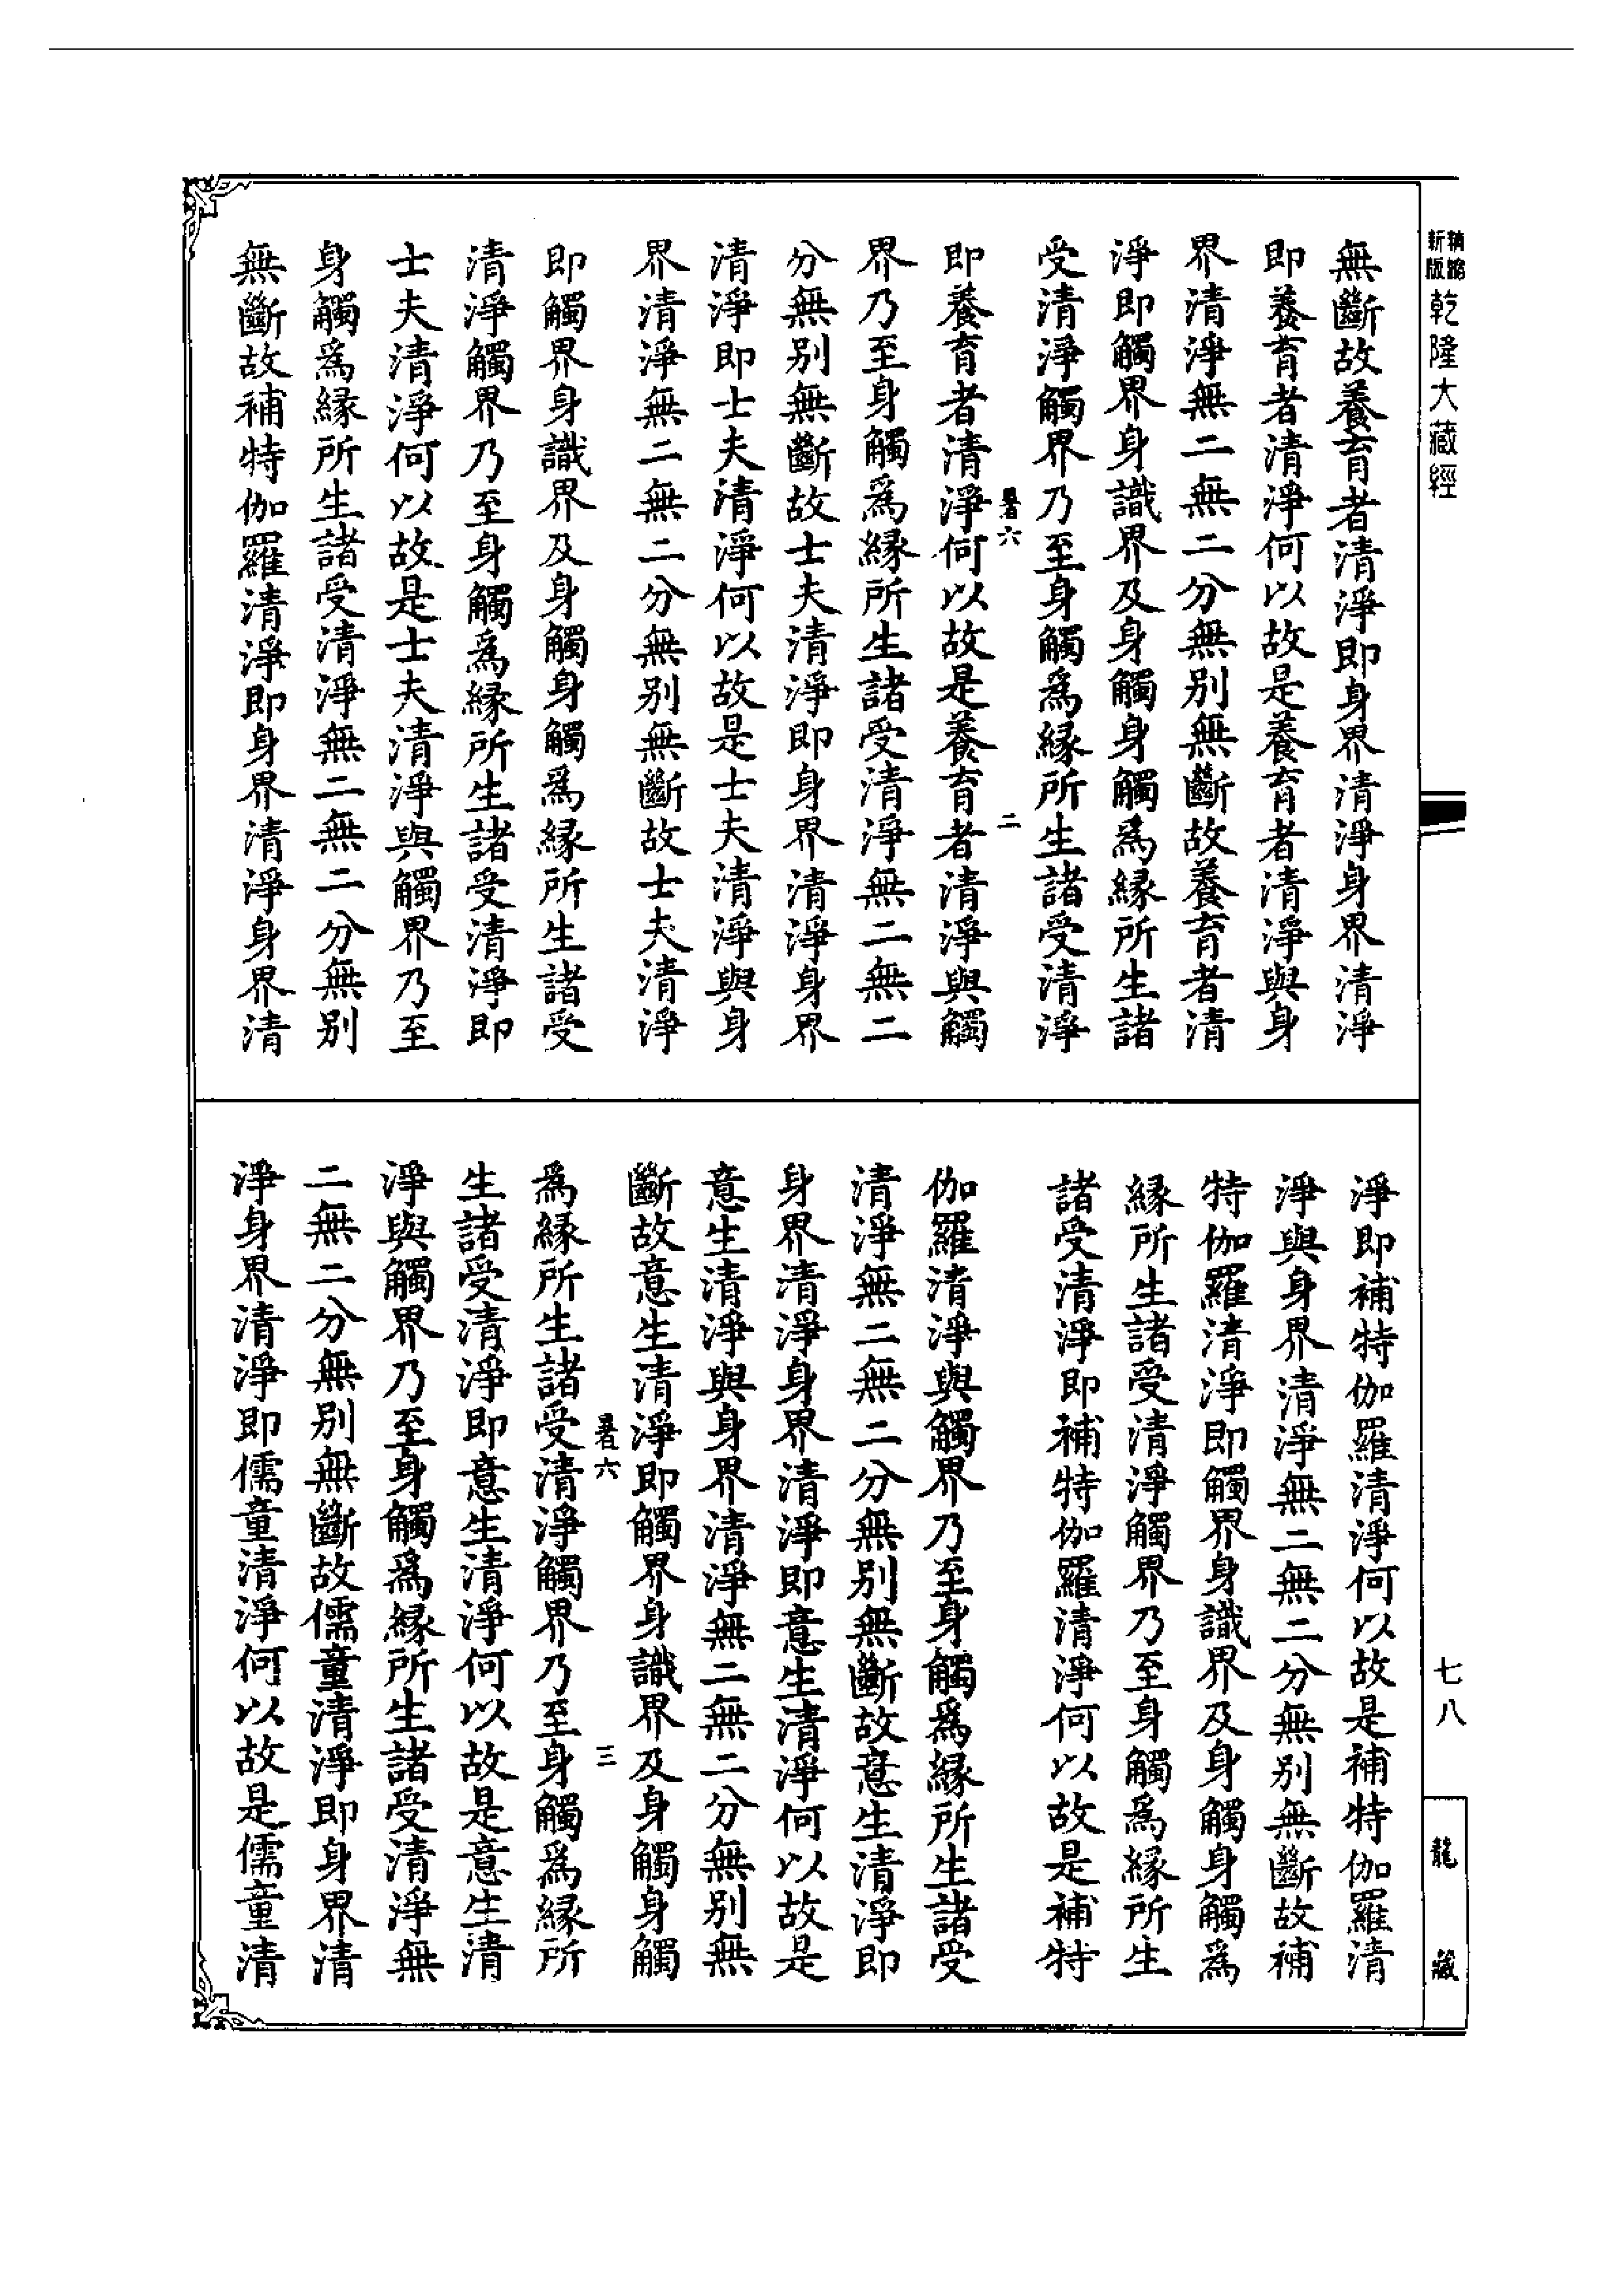 新版精縮乾隆大藏經
七八
龍藏
無斷故養育者清淨即身界清淨身界清淨
即養育者清淨何以故是養育者清淨與身
界清淨無二無二分無別無斷故養育者清
淨即觸界身識界及身觸身觸爲緣所生諸
受清淨觸界乃至身觸爲緣所生諸受清淨
暑六
二
即養育者清淨何以故是養育者清淨與觸
界乃至身觸爲緣所生諸受清淨無二無二
分無別無斷故士夫清淨即身界清淨身界
清淨即士夫清淨何以故是士夫清淨與身
界清淨無二無二分無別無斷故士夫清淨
即觸界身識界及身觸身觸爲緣所生諸受
清淨觸界乃至身觸爲緣所生諸受清淨即
士夫清淨何以故是士夫清淨與觸界乃至
身觸爲緣所生諸受清淨無二無二分無別
無斷故補特伽羅清淨即身界清淨身界清
淨即補特伽羅清淨何以故是補特伽羅清
淨與身界清淨無二無二分無別無斷故補
特伽羅清淨即觸界身識界及身觸身觸爲
緣所生諸受清淨觸界乃至身觸爲緣所生
諸受清淨即補特伽羅清淨何以故是補特
伽羅清淨與觸界乃至身觸爲緣所生諸受
清淨無二無二分無別無斷故意生清淨即
身界清淨身界清淨即意生清淨何以故是
意生清淨與身界清淨無二無二分無別無
斷故意生清淨即觸界身識界及身觸身觸
暑六
三
爲緣所生諸受清淨觸界乃至身觸爲緣所
生諸受清淨即意生清淨何以故是意生清
淨與觸界乃至身觸爲緣所生諸受清淨無
二無二分無別無斷故儒童清淨即身界清
淨身界清淨即儒童清淨何以故是儒童清